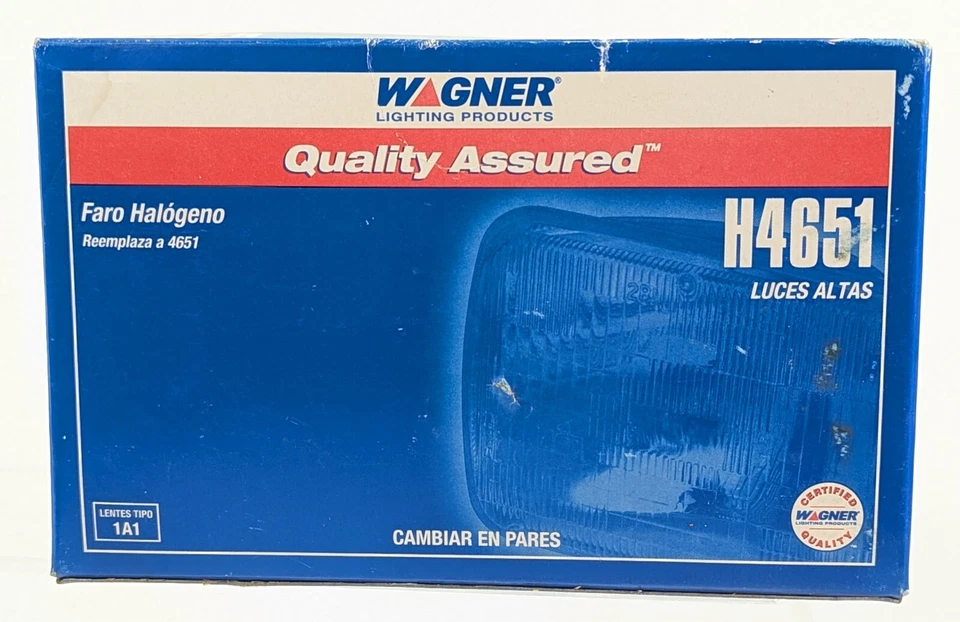 WAGNER®
LIGHTING PRODUCTS
Quality Assured™
Faro Halógeno
Reemplaza a 4651
H4651
LUCES ALTAS
28
LENTES TIPO
1A1
CAMBIAR EN PARES
CERTIFIED
WAGNER
LIGHTING PRODUCTS
QUALITY